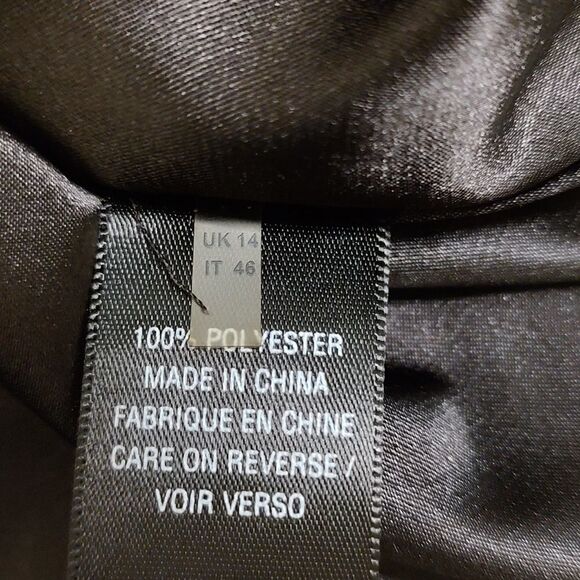 UK 14
IT 46
100% POLYESTER
MADE IN CHINA
FABRIQUE EN CHINE
CARE ON REVERSE /
VOIR VERSO